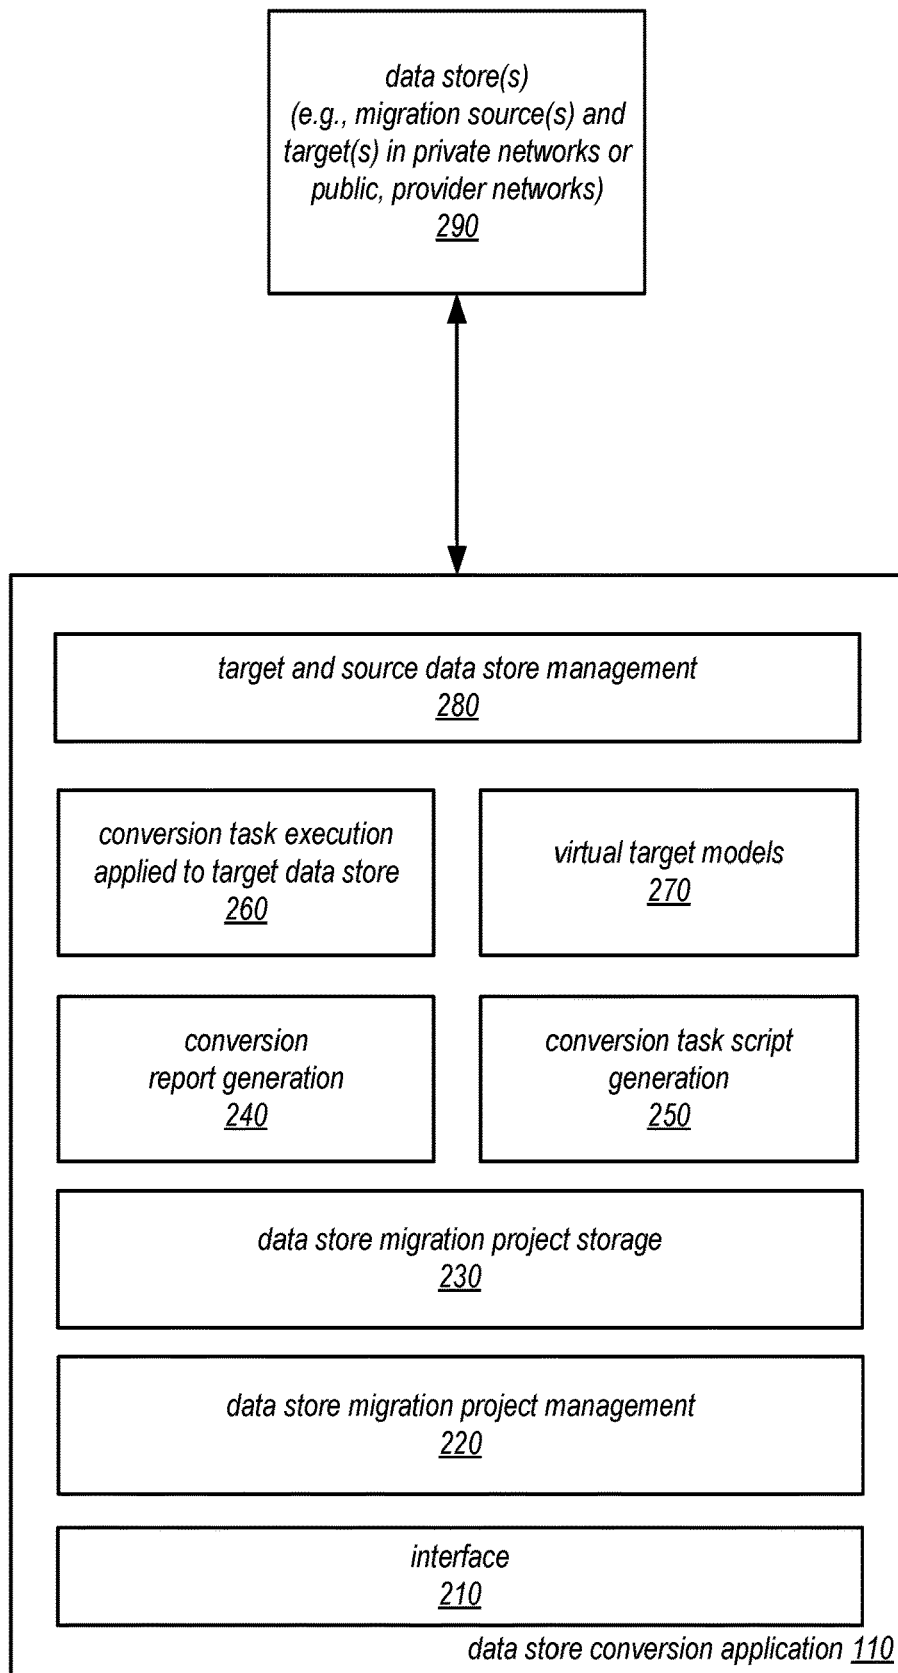 data store(s)
(e.g., migration source(s) and
target(s) in private networks or
public, provider networks)
290
target and source data store management
280
conversion task execution
applied to target data store
260
virtual target models
270
conversion
report generation
240
conversion task script
generation
250
data store migration project storage
230
data store migration project management
220
interface
210
data store conversion application 110